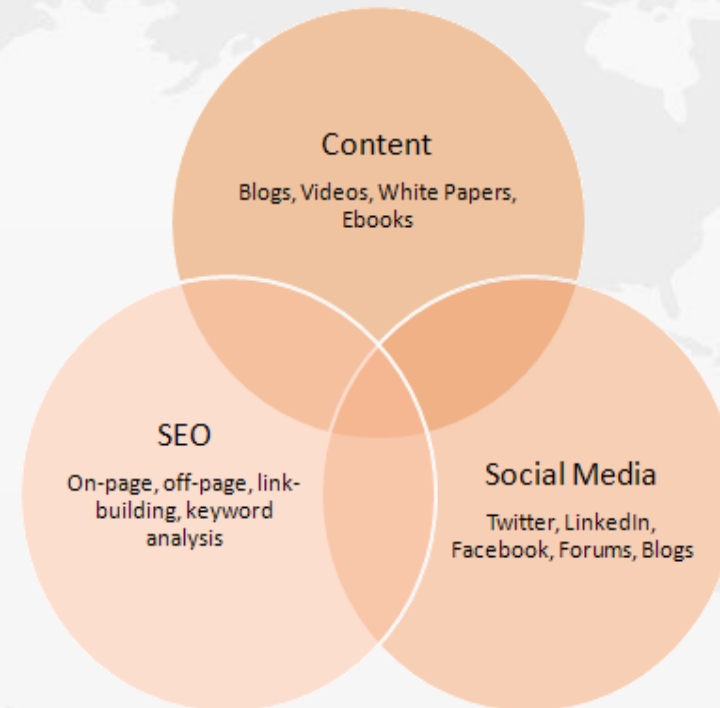 Content
Blogs, Videos, White Papers,
Ebooks
SEO
On-page, off-page, link-
building, keyword
analysis
Social Media
Twitter, LinkedIn,
Facebook, Forums, Blogs